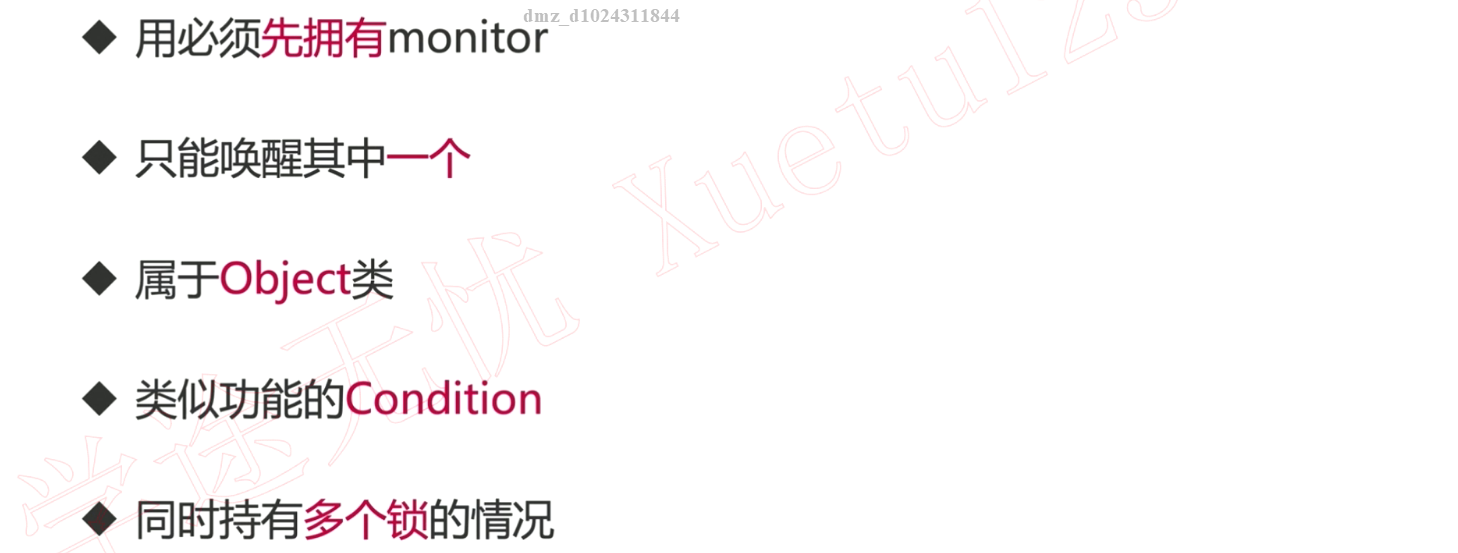 dmz_d1024311844
用必须先拥有monitor
只能唤醒其中一个
属于Object类
类似功能的Condition
同时持有多个锁的情况
学途无忧 Xuetu125